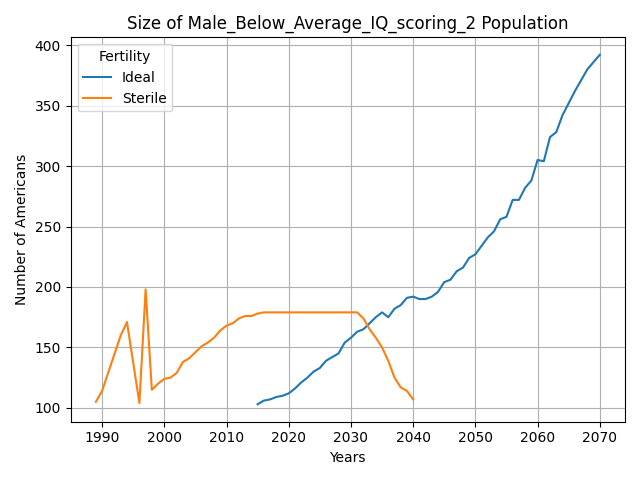 Size of Male_Below_Average_IQ_scoring_2 Population
Fertility
Ideal
Sterile
Number of Americans
400
350
300
250
200
150
100
1990 2000 2010 2020 2030 2040 2050 2060 2070
Years